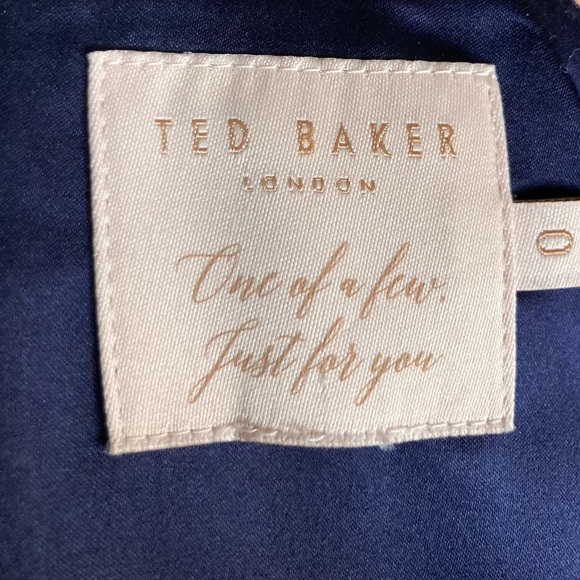 TED BAKER
LONDON
One of a few.
Just for you
0